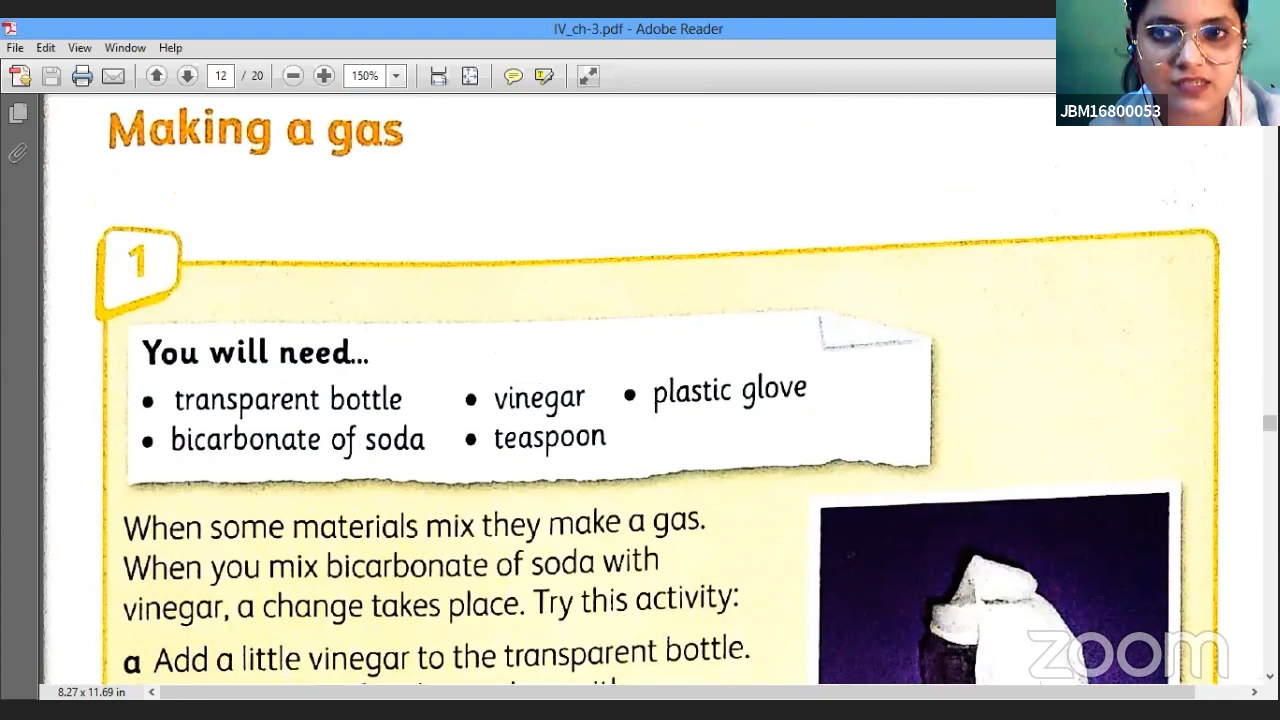 IV_ch-3.pdf - Adobe Reader
File Edit View Window Help
12 / 20 150%
JBM16800053
Making a gas
1
You will need...
• transparent bottle • vinegar • plastic glove
• bicarbonate of soda • teaspoon
When some materials mix they make a gas.
When you mix bicarbonate of soda with
vinegar, a change takes place. Try this activity:
a Add a little vinegar to the transparent bottle.
zoom
8.27 x 11.69 in